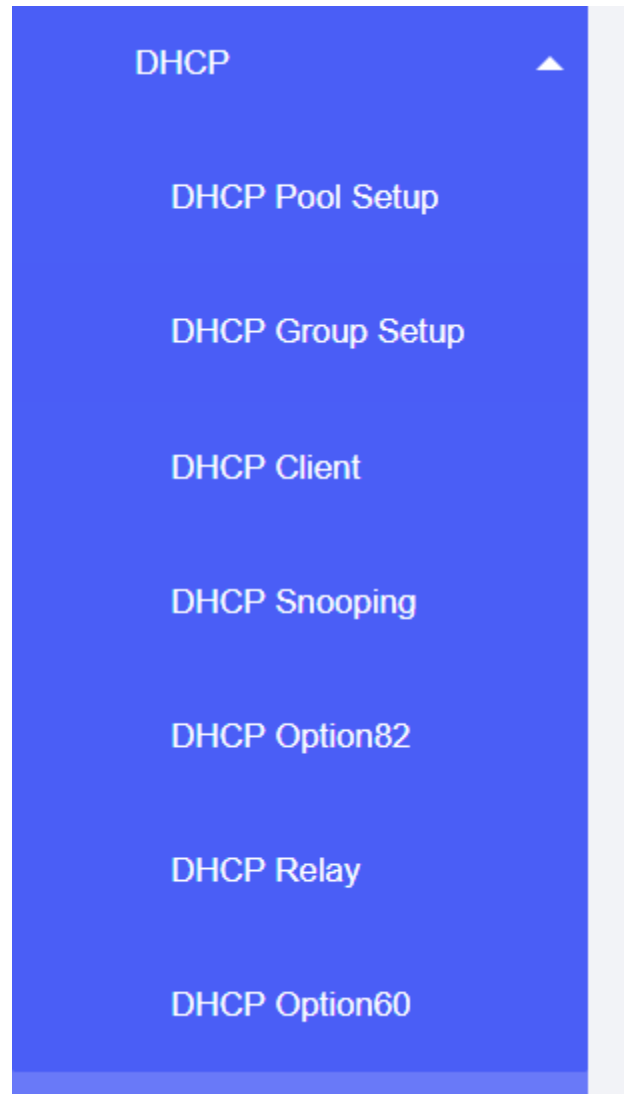 DHCP
DHCP Pool Setup
DHCP Group Setup
DHCP Client
DHCP Snooping
DHCP Option82
DHCP Relay
DHCP Option60